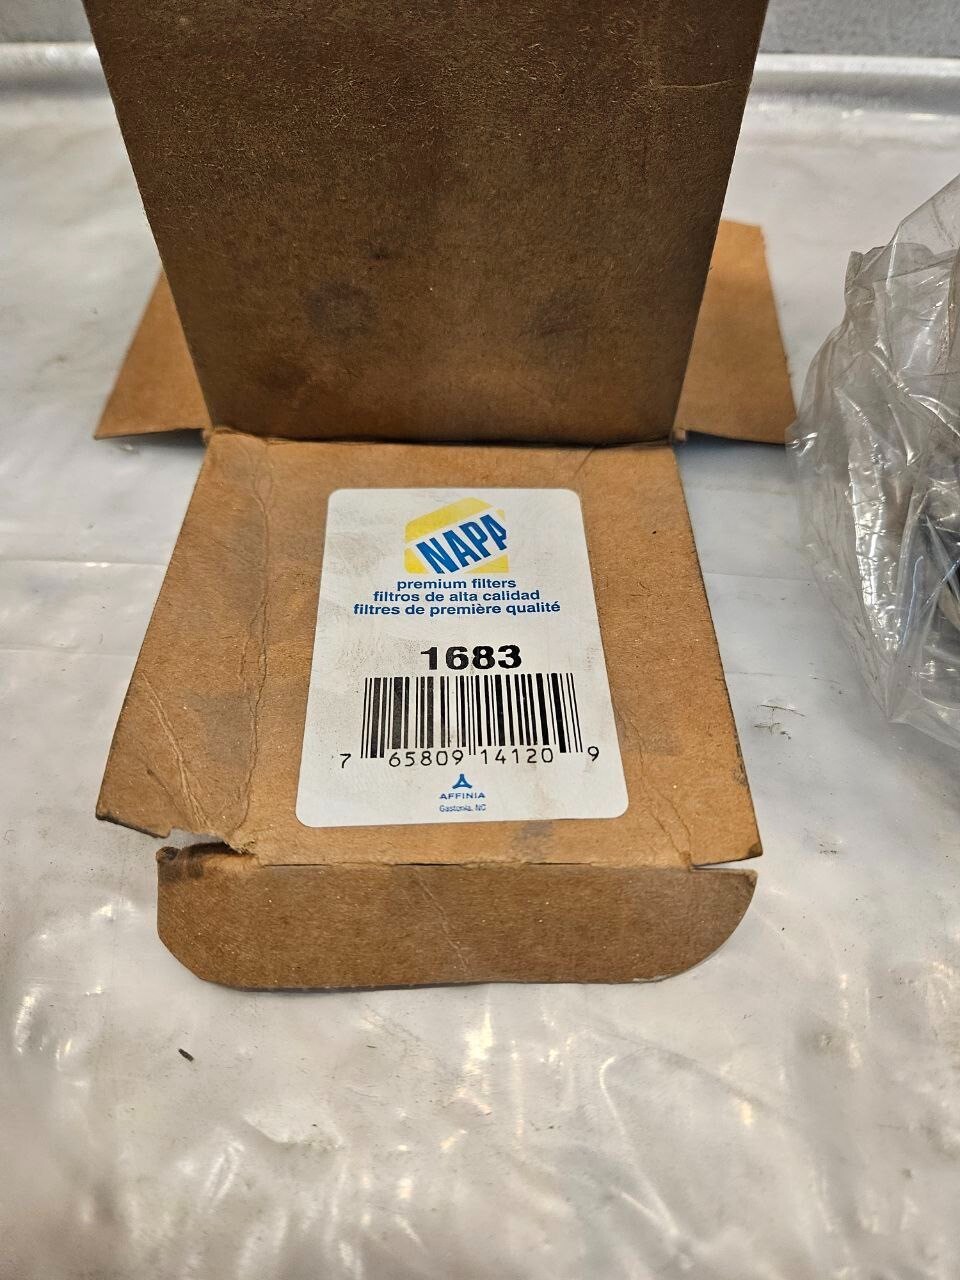 NAPA
premium filters
filtros de alta calidad
filtres de première qualité
1683
7 65809 14120 9
AFFINIA
Gastonia, NC